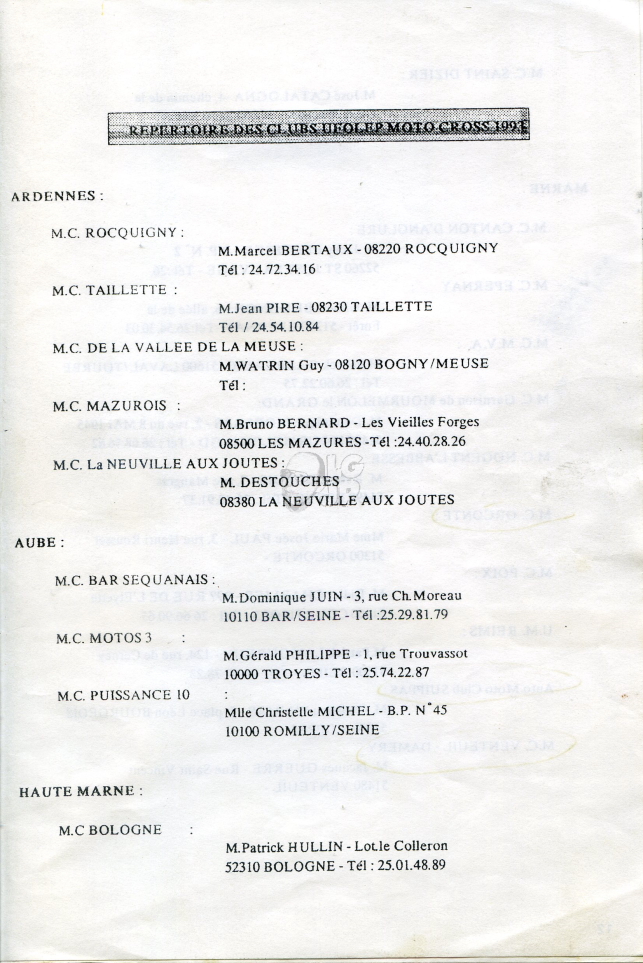 REPERTOIRE DES CLUBS UFOLEP MOTO CROSS 1993
ARDENNES :
M.C. ROCQUIGNY :
M.Marcel BERTAUX - 08220 ROCQUIGNY
Tél : 24.72.34.16
M.C. TAILLETTE :
M.Jean PIRE - 08230 TAILLETTE
Tél / 24.54.10.84
M.C. DE LA VALLEE DE LA MEUSE :
M.WATRIN Guy - 08120 BOGNY/MEUSE
Tél :
M.C. MAZUROIS :
M.Bruno BERNARD - Les Vieilles Forges
08500 LES MAZURES -Tél :24.40.28.26
M.C. La NEUVILLE AUX JOUTES :
M. DESTOUCHES
08380 LA NEUVILLE AUX JOUTES
AUBE :
M.C. BAR SEQUANAIS :
M.Dominique JUIN - 3, rue Ch.Moreau
10110 BAR/SEINE - Tél :25.29.81.79
M.C. MOTOS 3 :
M.Gérald PHILIPPE - 1, rue Trouvassot
10000 TROYES - Tél : 25.74.22.87
M.C. PUISSANCE 10 :
Mlle Christelle MICHEL - B.P. N°45
10100 ROMILLY/SEINE
HAUTE MARNE :
M.C BOLOGNE :
M.Patrick HULLIN - Lot.le Colleron
52310 BOLOGNE - Tél : 25.01.48.89